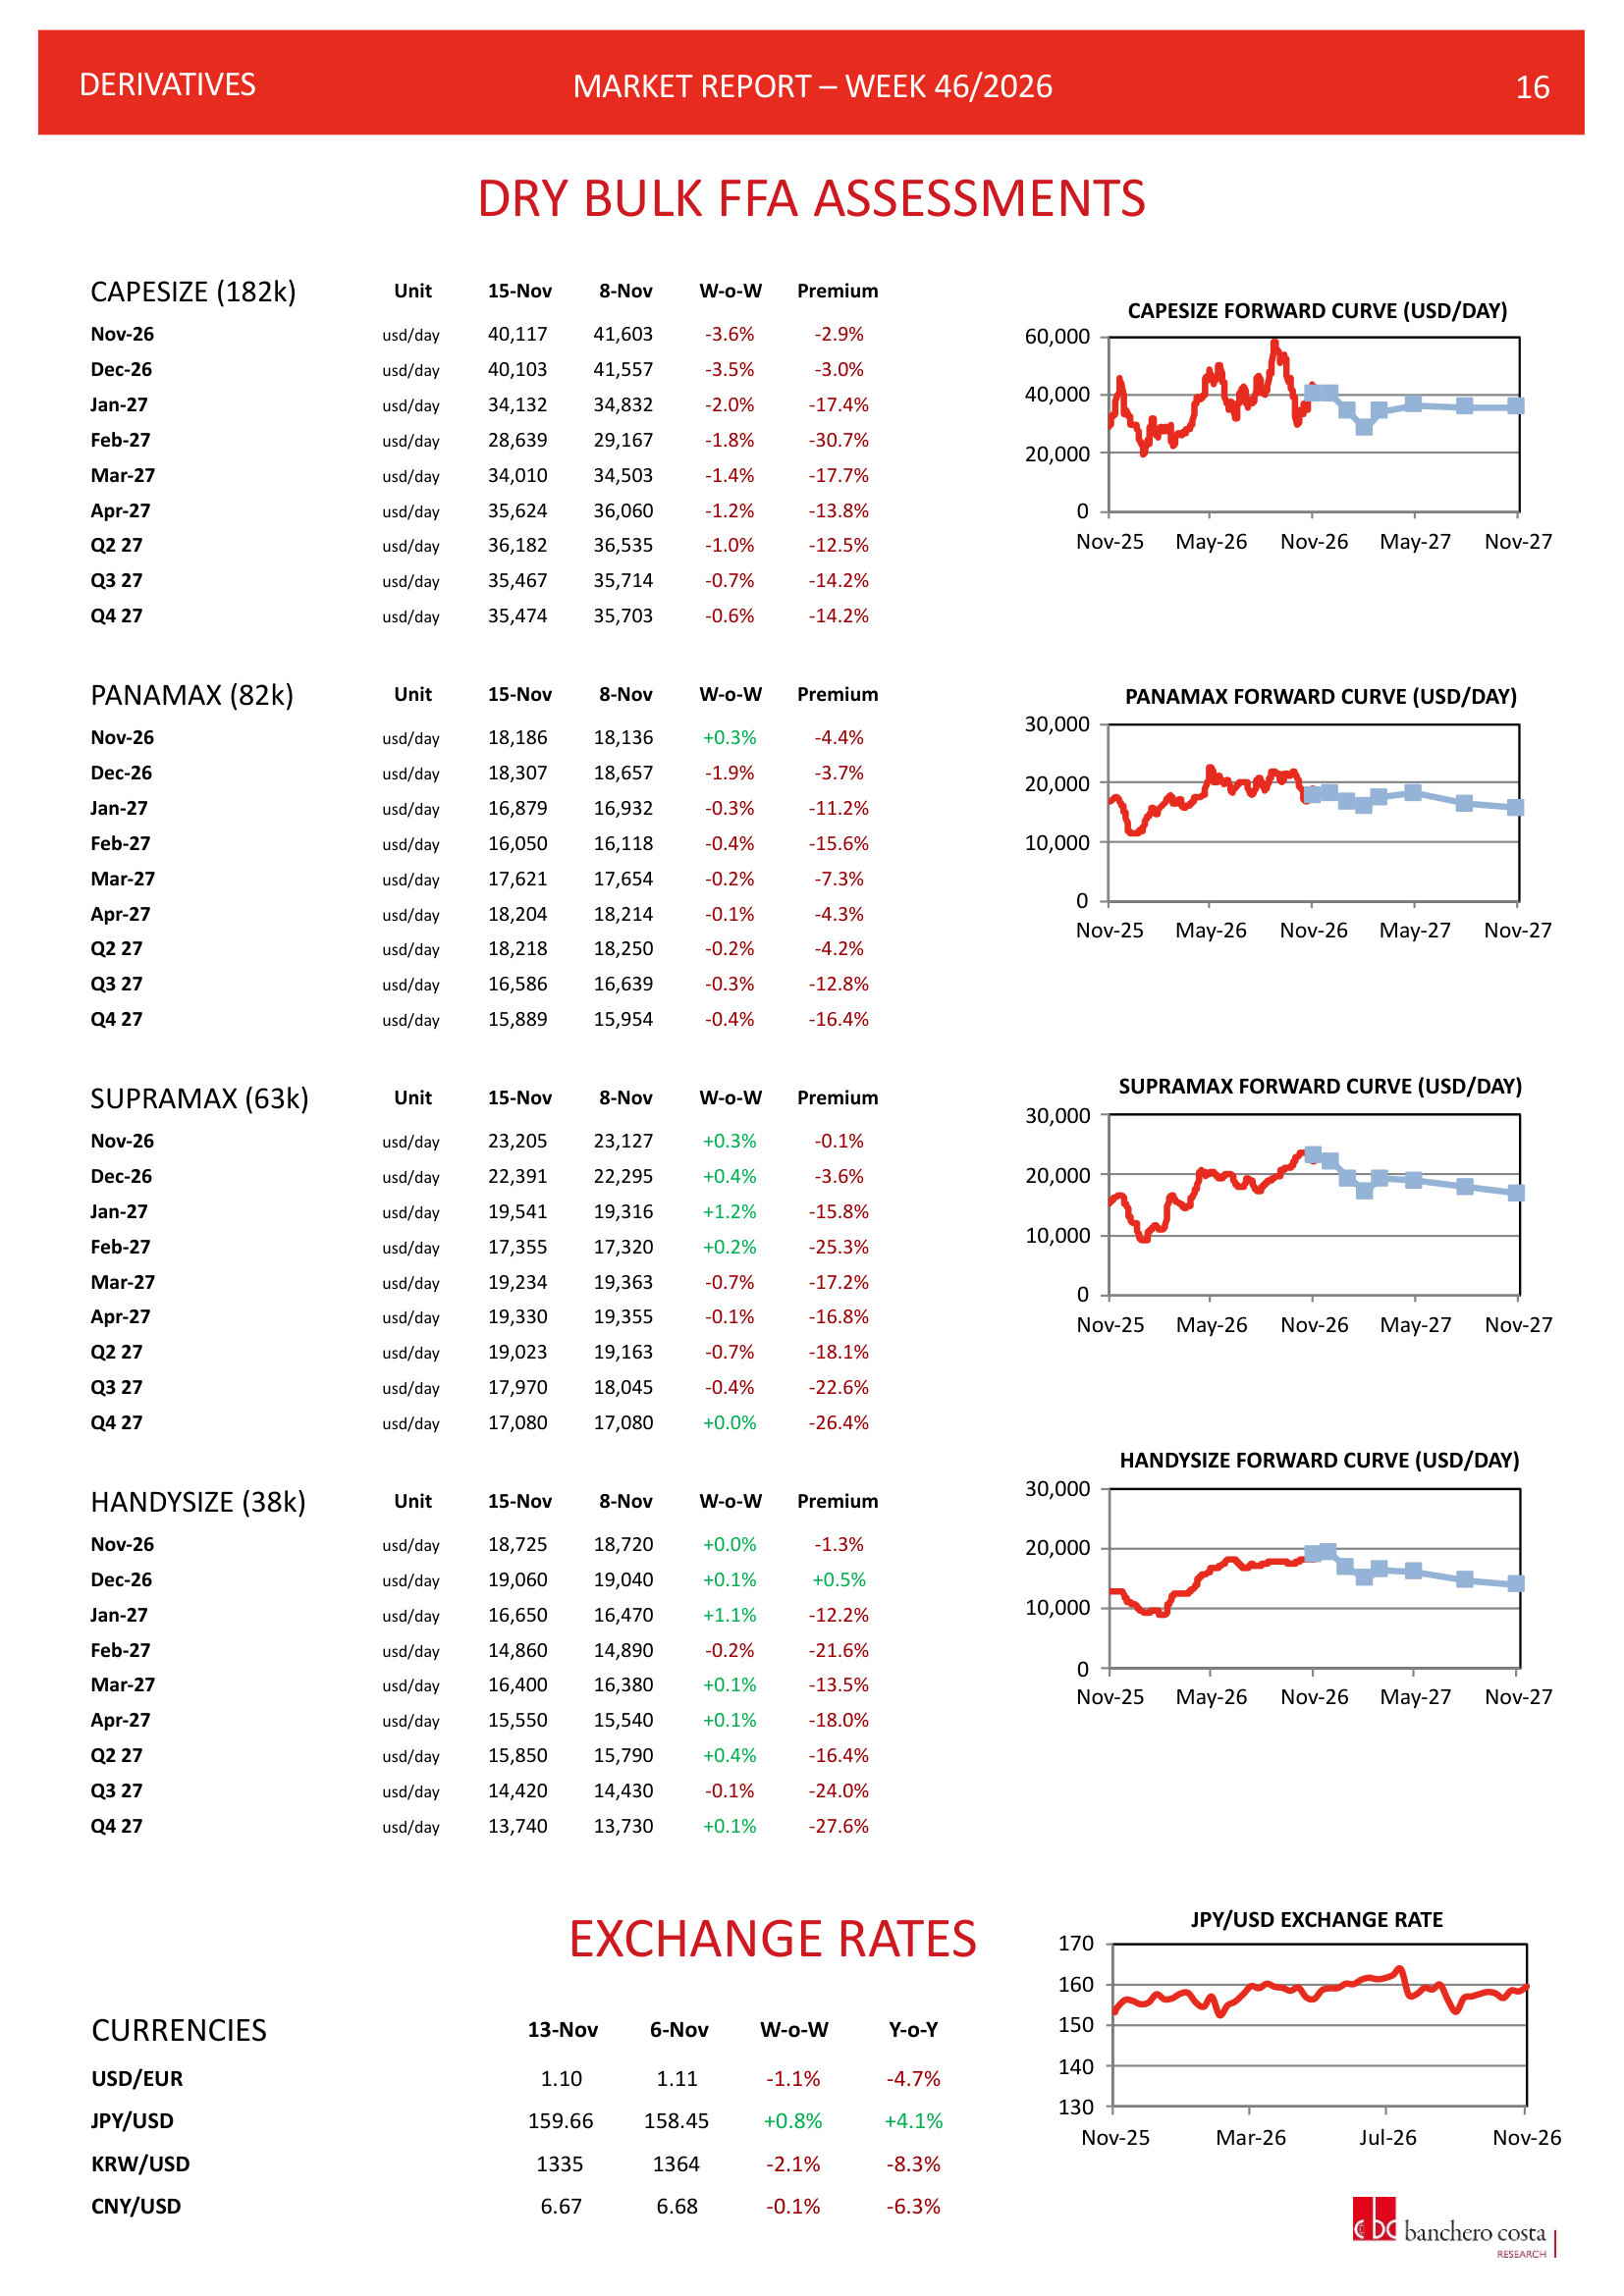 DERIVATIVES MARKET REPORT – WEEK 46/2026 16
DRY BULK FFA ASSESSMENTS
CAPESIZE (182k) Unit 15-Nov 8-Nov W-o-W Premium
Nov-26 usd/day 40,117 41,603 -3.6% -2.9%
Dec-26 usd/day 40,103 41,557 -3.5% -3.0%
Jan-27 usd/day 34,132 34,832 -2.0% -17.4%
Feb-27 usd/day 28,639 29,167 -1.8% -30.7%
Mar-27 usd/day 34,010 34,503 -1.4% -17.7%
Apr-27 usd/day 35,624 36,060 -1.2% -13.8%
Q2 27 usd/day 36,182 36,535 -1.0% -12.5%
Q3 27 usd/day 35,467 35,714 -0.7% -14.2%
Q4 27 usd/day 35,474 35,703 -0.6% -14.2%
CAPESIZE FORWARD CURVE (USD/DAY)
60,000
40,000
20,000
0
Nov-25 May-26 Nov-26 May-27 Nov-27
PANAMAX (82k) Unit 15-Nov 8-Nov W-o-W Premium
Nov-26 usd/day 18,186 18,136 +0.3% -4.4%
Dec-26 usd/day 18,307 18,657 -1.9% -3.7%
Jan-27 usd/day 16,879 16,932 -0.3% -11.2%
Feb-27 usd/day 16,050 16,118 -0.4% -15.6%
Mar-27 usd/day 17,621 17,654 -0.2% -7.3%
Apr-27 usd/day 18,204 18,214 -0.1% -4.3%
Q2 27 usd/day 18,218 18,250 -0.2% -4.2%
Q3 27 usd/day 16,586 16,639 -0.3% -12.8%
Q4 27 usd/day 15,889 15,954 -0.4% -16.4%
PANAMAX FORWARD CURVE (USD/DAY)
30,000
20,000
10,000
0
Nov-25 May-26 Nov-26 May-27 Nov-27
SUPRAMAX (63k) Unit 15-Nov 8-Nov W-o-W Premium
Nov-26 usd/day 23,205 23,127 +0.3% -0.1%
Dec-26 usd/day 22,391 22,295 +0.4% -3.6%
Jan-27 usd/day 19,541 19,316 +1.2% -15.8%
Feb-27 usd/day 17,355 17,320 +0.2% -25.3%
Mar-27 usd/day 19,234 19,363 -0.7% -17.2%
Apr-27 usd/day 19,330 19,355 -0.1% -16.8%
Q2 27 usd/day 19,023 19,163 -0.7% -18.1%
Q3 27 usd/day 17,970 18,045 -0.4% -22.6%
Q4 27 usd/day 17,080 17,080 +0.0% -26.4%
SUPRAMAX FORWARD CURVE (USD/DAY)
30,000
20,000
10,000
0
Nov-25 May-26 Nov-26 May-27 Nov-27
HANDYSIZE (38k) Unit 15-Nov 8-Nov W-o-W Premium
Nov-26 usd/day 18,725 18,720 +0.0% -1.3%
Dec-26 usd/day 19,060 19,040 +0.1% +0.5%
Jan-27 usd/day 16,650 16,470 +1.1% -12.2%
Feb-27 usd/day 14,860 14,890 -0.2% -21.6%
Mar-27 usd/day 16,400 16,380 +0.1% -13.5%
Apr-27 usd/day 15,550 15,540 +0.1% -18.0%
Q2 27 usd/day 15,850 15,790 +0.4% -16.4%
Q3 27 usd/day 14,420 14,430 -0.1% -24.0%
Q4 27 usd/day 13,740 13,730 +0.1% -27.6%
HANDYSIZE FORWARD CURVE (USD/DAY)
30,000
20,000
10,000
0
Nov-25 May-26 Nov-26 May-27 Nov-27
EXCHANGE RATES
CURRENCIES 13-Nov 6-Nov W-o-W Y-o-Y
USD/EUR 1.10 1.11 -1.1% -4.7%
JPY/USD 159.66 158.45 +0.8% +4.1%
KRW/USD 1335 1364 -2.1% -8.3%
CNY/USD 6.67 6.68 -0.1% -6.3%
JPY/USD EXCHANGE RATE
170
160
150
140
130
Nov-25 Mar-26 Jul-26 Nov-26
bc banchero costa
RESEARCH